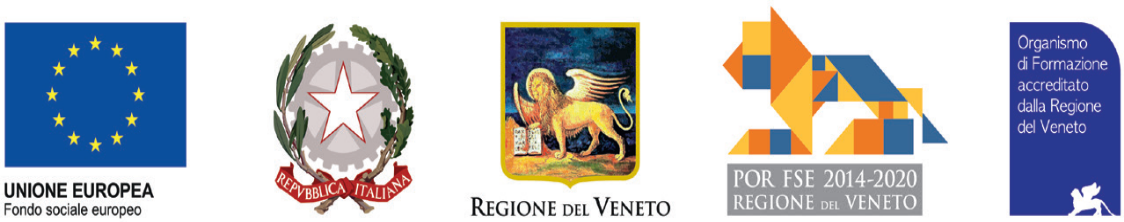 UNIONE EUROPEA
Fondo sociale europeo
REPVBBLICA ITALIANA
REGIONE DEL VENETO
POR FSE 2014-2020
REGIONE DEL VENETO
Organismo
di Formazione
accreditato
dalla Regione
del Veneto